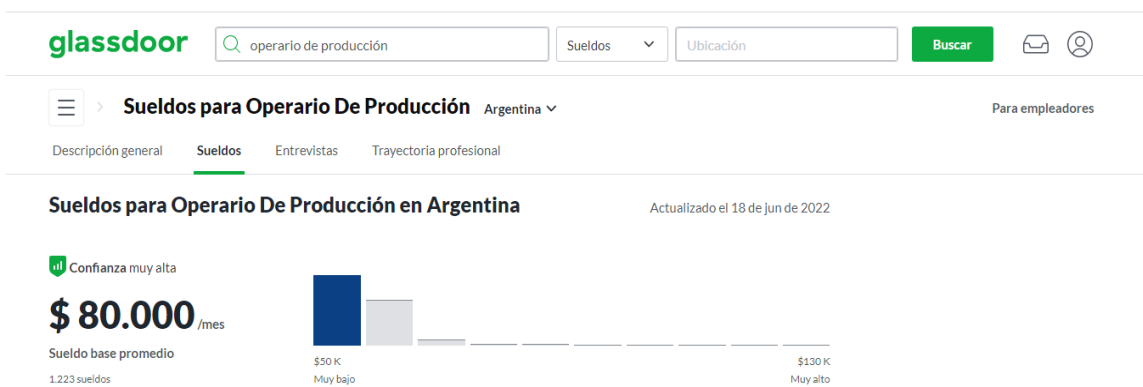 glassdoor operario de producción Sueldos Ubicación Buscar
Sueldos para Operario De Producción Argentina Para empleadores
Descripción general Sueldos Entrevistas Trayectoria profesional
Sueldos para Operario De Producción en Argentina Actualizado el 18 de jun de 2022
Confianza muy alta
$ 80.000 /mes
Sueldo base promedio
$50 K $130 K
1.223 sueldos Muy bajo Muy alto